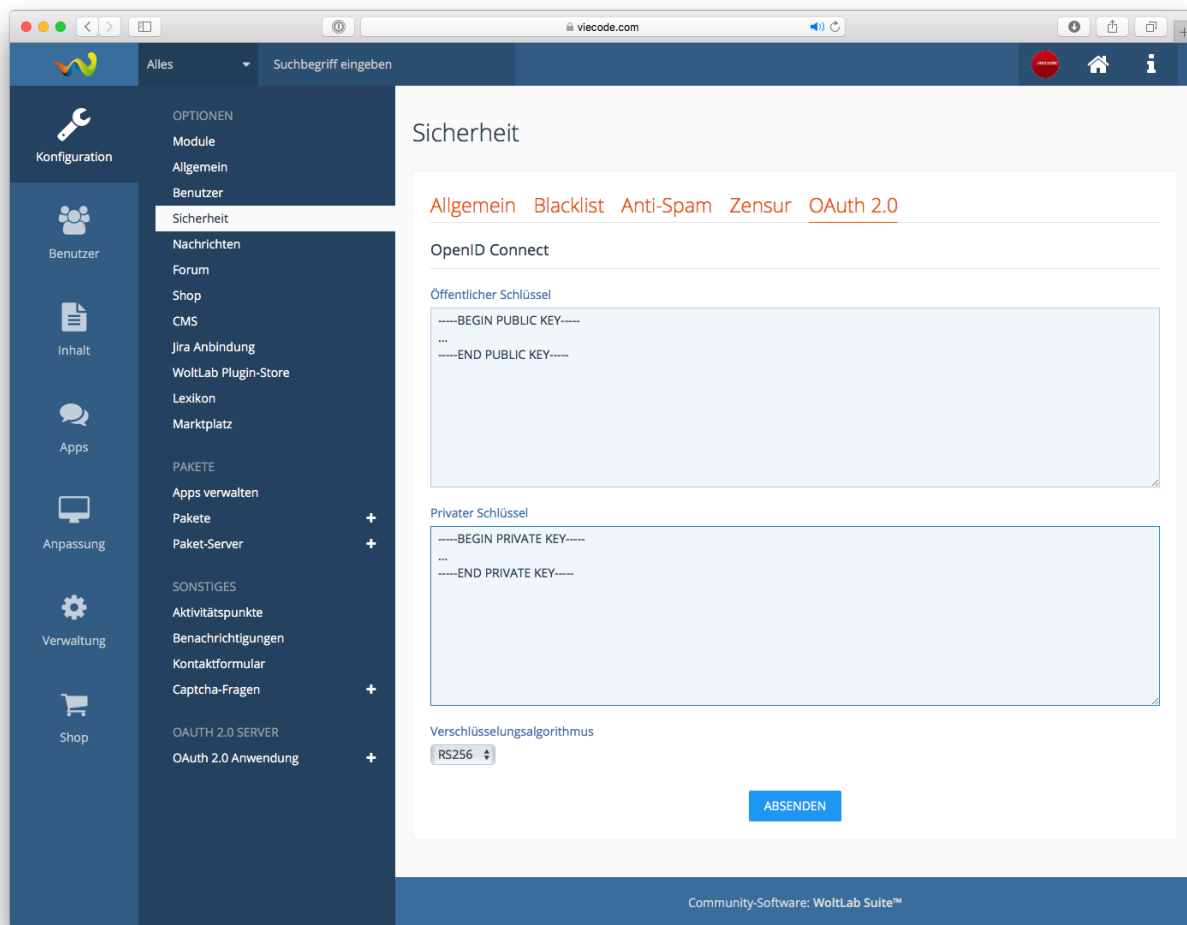 viecode.com
Alles
Suchbegriff eingeben
viecode
Konfiguration
Benutzer
Inhalt
Apps
Anpassung
Verwaltung
Shop
OPTIONEN
Module
Allgemein
Benutzer
Sicherheit
Nachrichten
Forum
Shop
CMS
Jira Anbindung
WoltLab Plugin-Store
Lexikon
Marktplatz
PAKETE
Apps verwalten
Pakete
Paket-Server
SONSTIGES
Aktivitätspunkte
Benachrichtigungen
Kontaktformular
Captcha-Fragen
OAUTH 2.0 SERVER
OAuth 2.0 Anwendung
Sicherheit
Allgemein Blacklist Anti-Spam Zensur OAuth 2.0
OpenID Connect
Öffentlicher Schlüssel
-----BEGIN PUBLIC KEY-----
...
-----END PUBLIC KEY-----
Privater Schlüssel
-----BEGIN PRIVATE KEY-----
...
-----END PRIVATE KEY-----
Verschlüsselungsalgorithmus
RS256
ABSENDEN
Community-Software: WoltLab Suite™